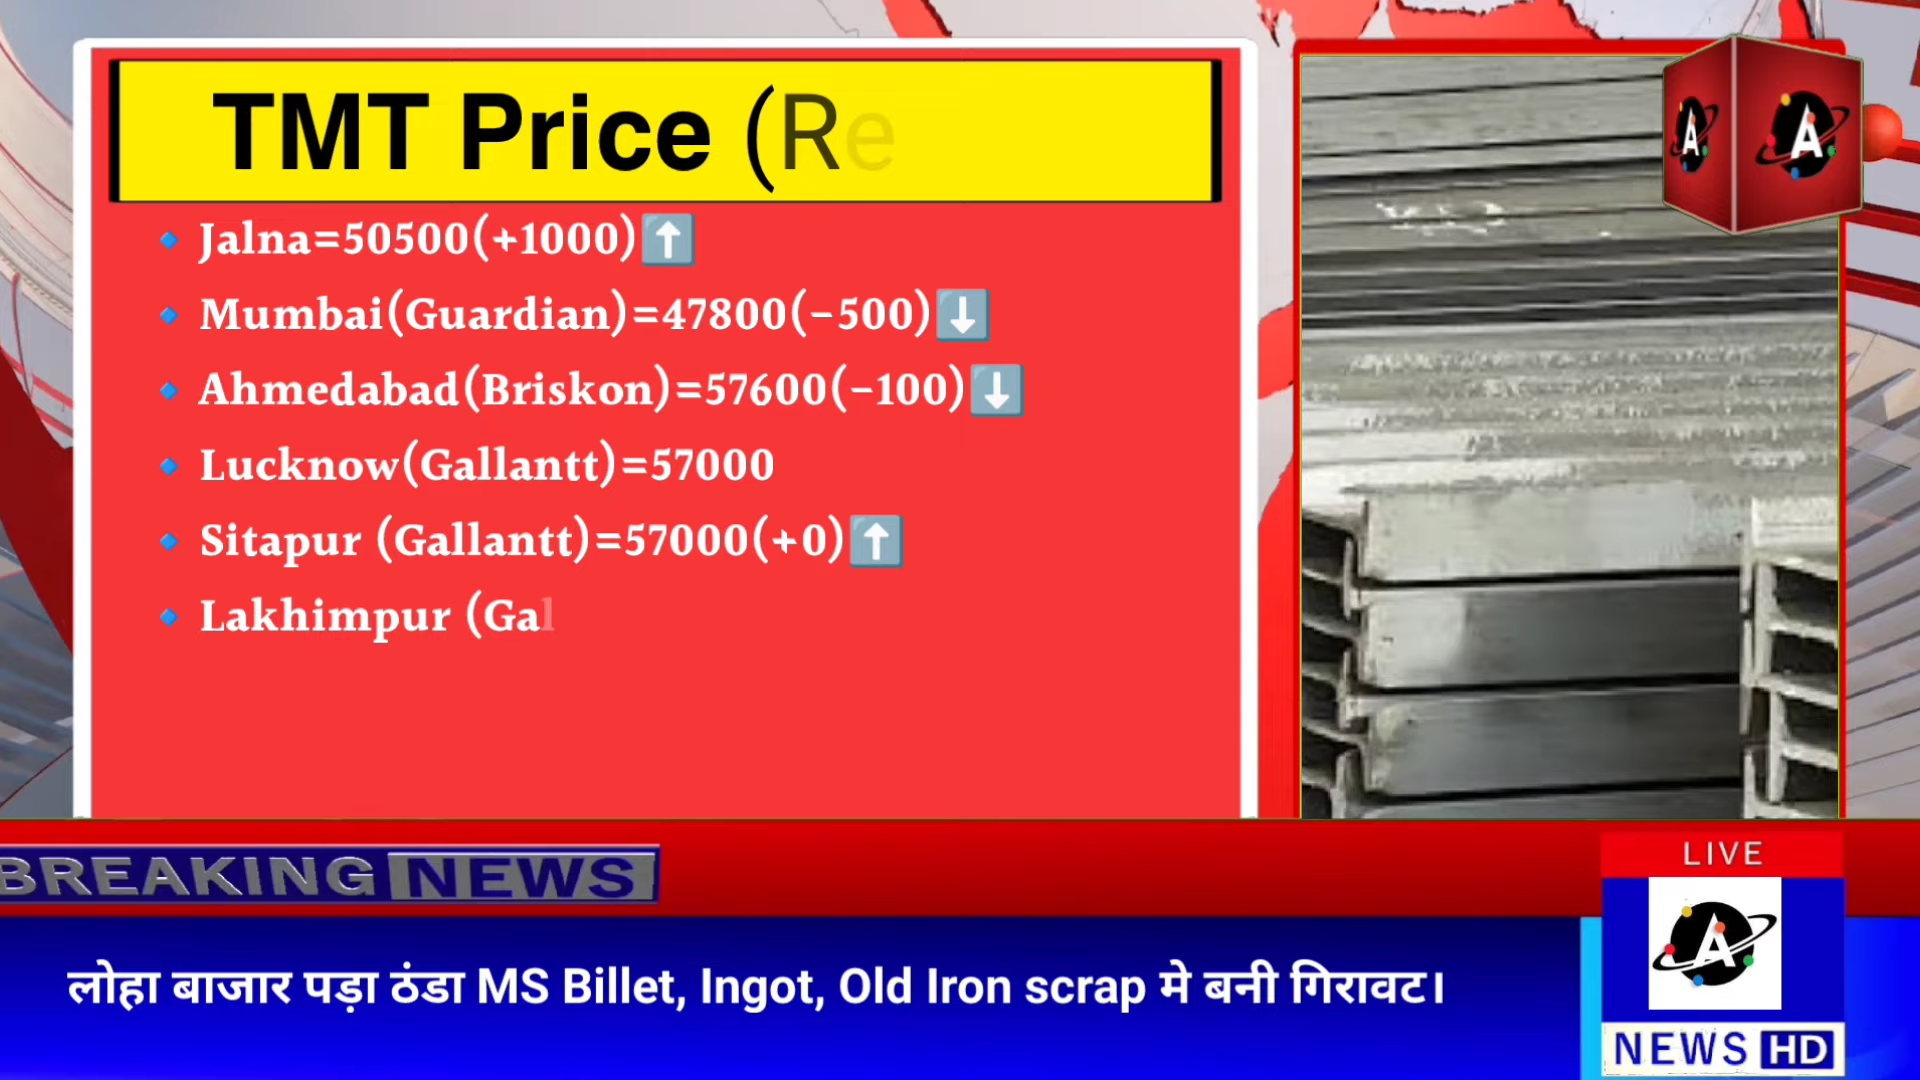 TMT Price (Re
Jalna=50500(+1000)⬆️
Mumbai(Guardian)=47800(-500)⬇️
Ahmedabad(Briskon)=57600(-100)⬇️
Lucknow(Gallantt)=57000
Sitapur (Gallantt)=57000(+0)⬆️
Lakhimpur (Gal
A A
BREAKING NEWS
LIVE
A
लोहा बाजार पड़ा ठंडा MS Billet, Ingot, Old Iron scrap मे बनी गिरावट।
NEWS HD